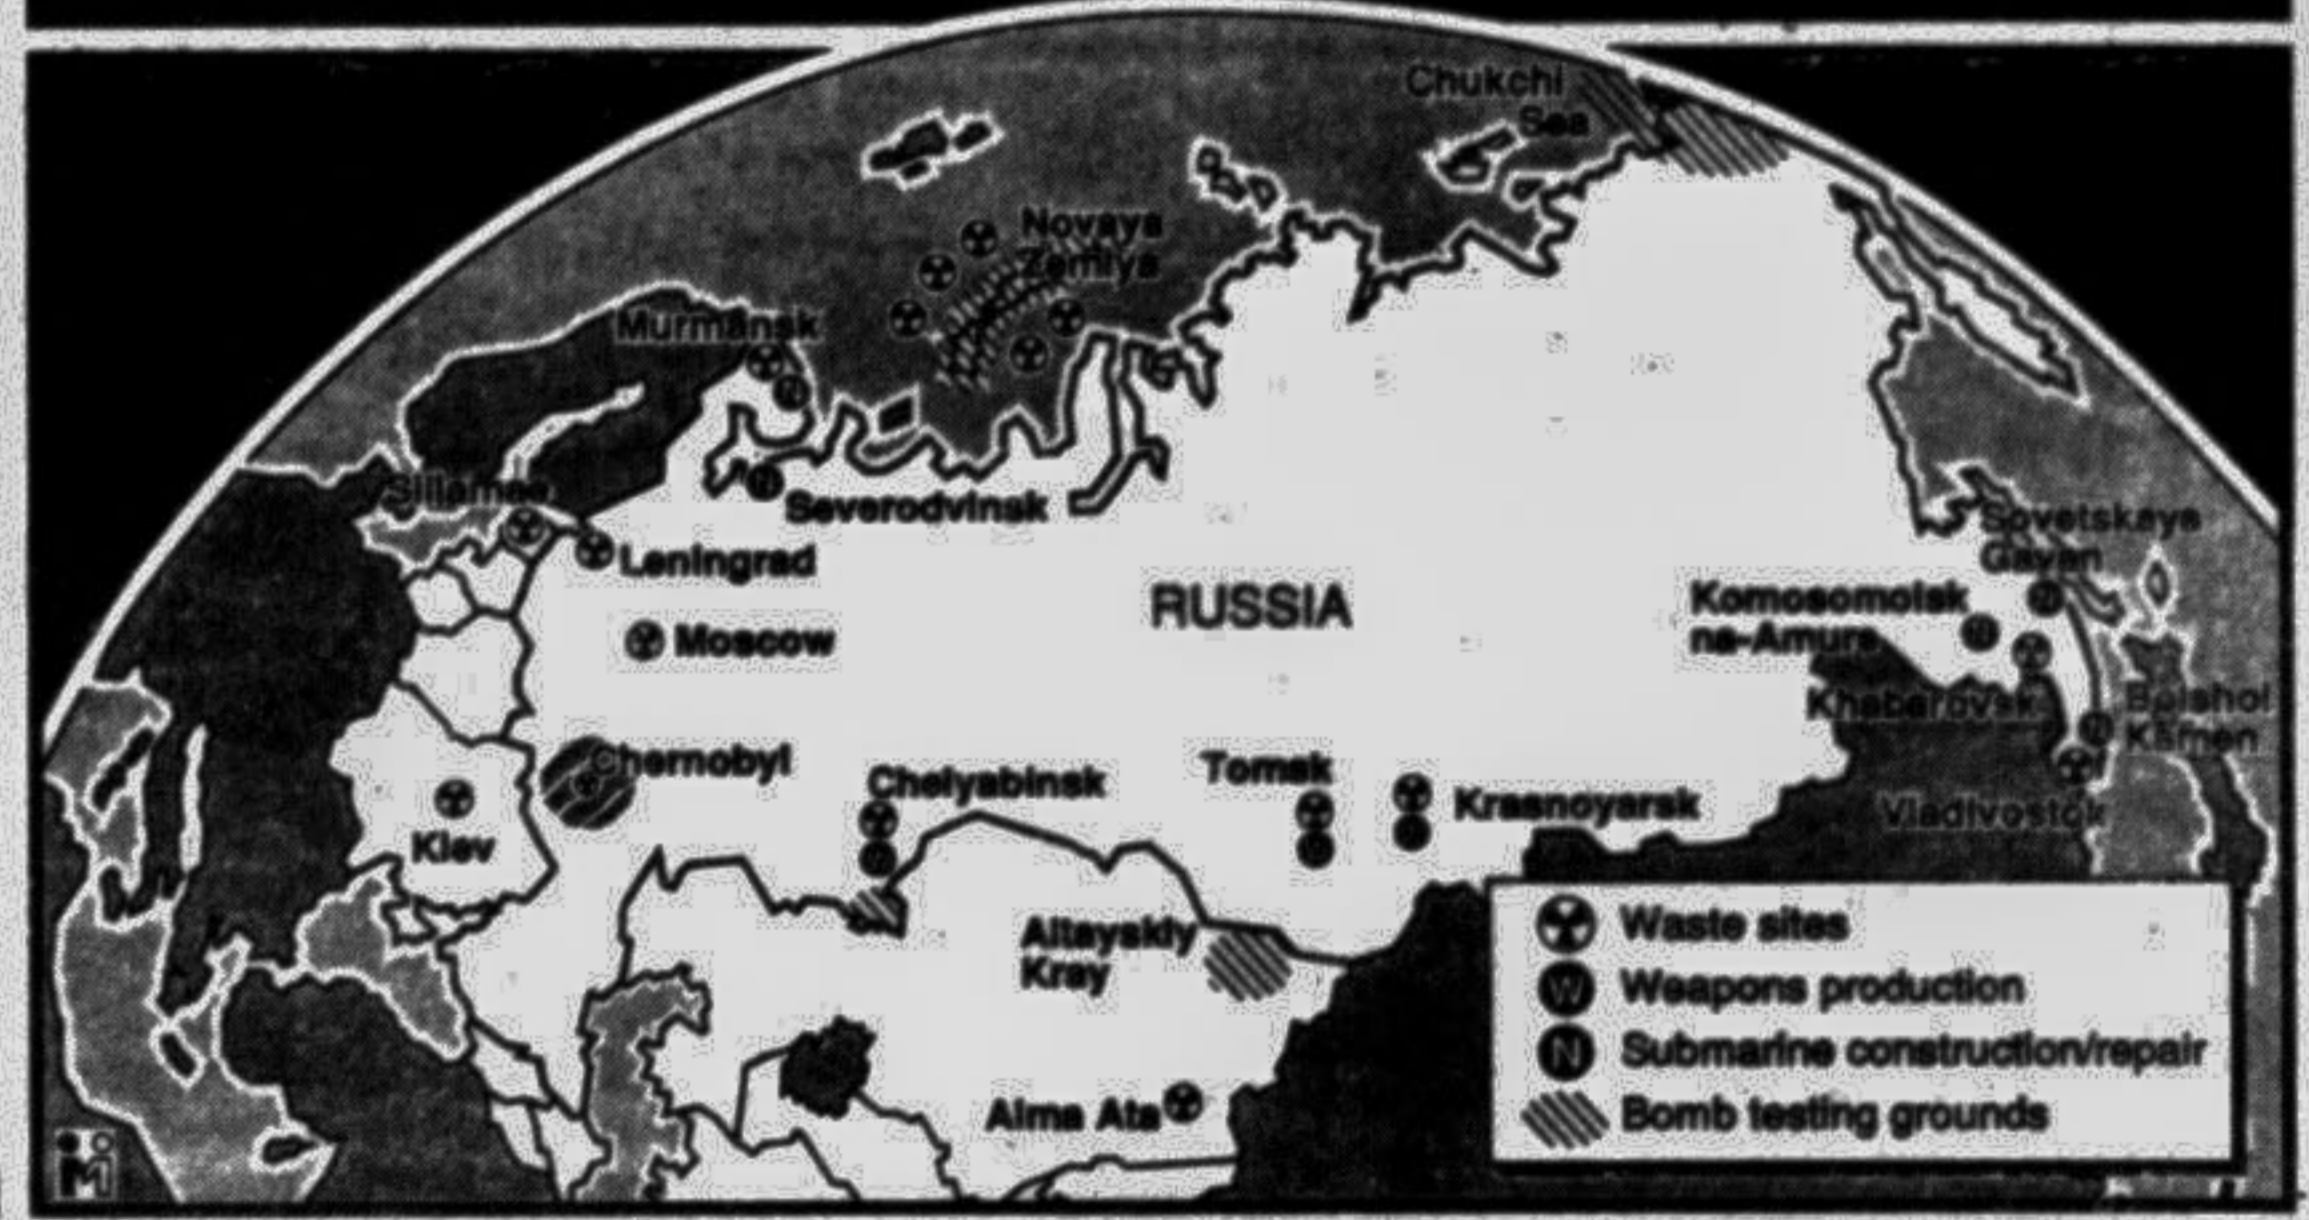 Chukchi
Sea
Novaya
Zemlya
Murmansk
Sillamae
Severodvinsk
Leningrad
Moscow
RUSSIA
Sovetskaya
Gavan
Komosomolsk
na-Amure
Khabarovsk
Bolshoi
Kamen
Vladivostok
Chernobyl
Kiev
Chelyabinsk
Tomsk
Krasnoyarsk
Altayskiy
Kray
Alma Ata
Waste sites
W Weapons production
N Submarine construction/repair
Bomb testing grounds